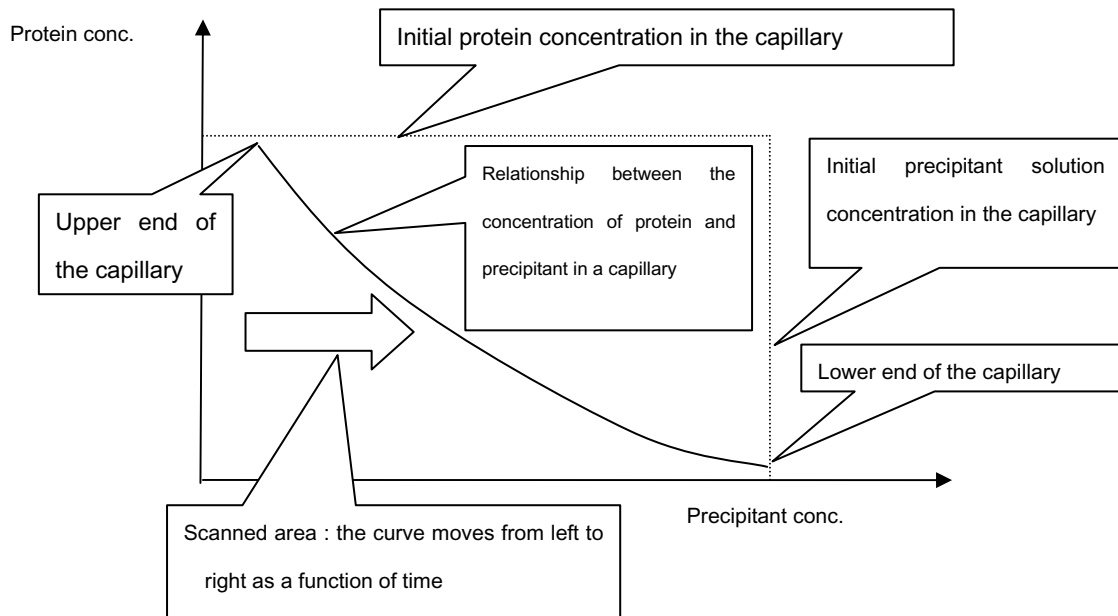 Protein conc.
Initial protein concentration in the capillary
Upper end of
the capillary
Relationship between the
concentration of protein and
precipitant in a capillary
Initial precipitant solution
concentration in the capillary
Lower end of the capillary
Precipitant conc.
Scanned area : the curve moves from left to
right as a function of time